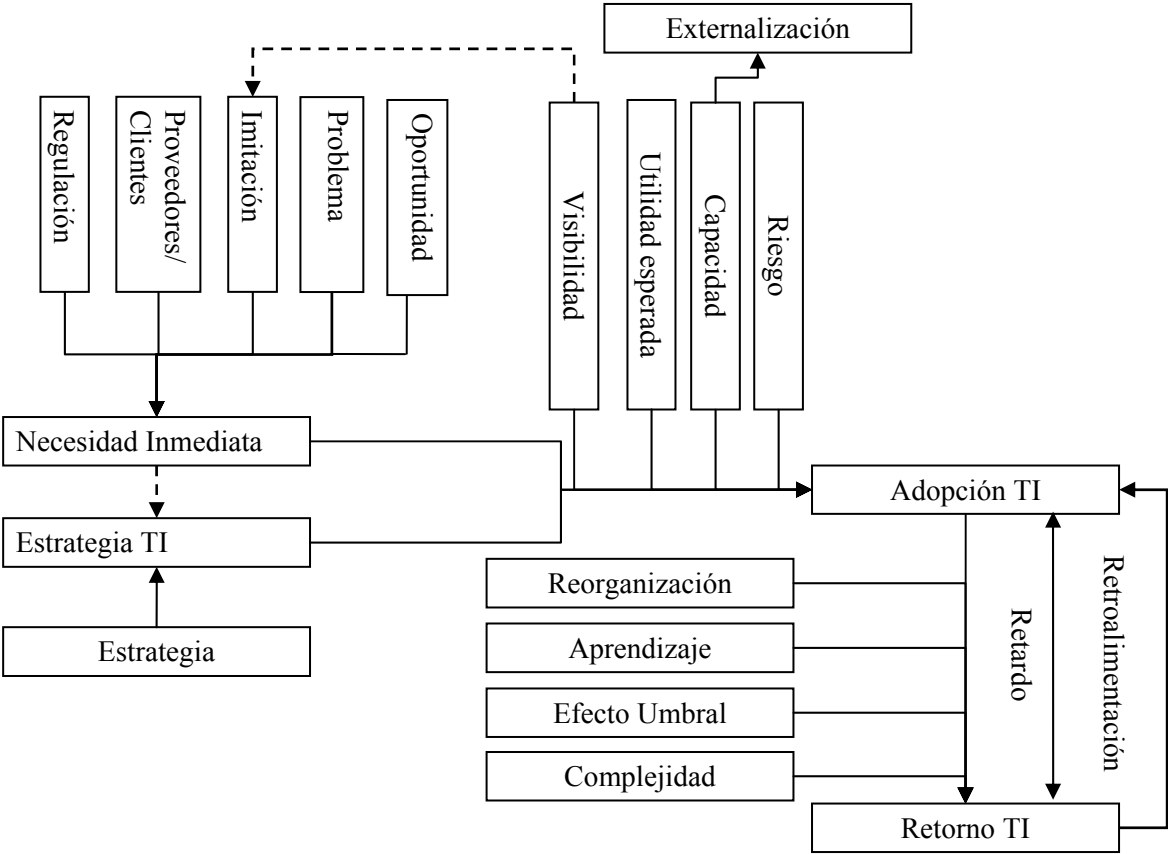 Externalización
Regulación
Proveedores/
Clientes
Imitación
Problema
Oportunidad
Visibilidad
Utilidad esperada
Capacidad
Riesgo
Necesidad Inmediata
Estrategia TI
Estrategia
Adopción TI
Reorganización
Aprendizaje
Efecto Umbral
Complejidad
Retardo
Retroalimentación
Retorno TI